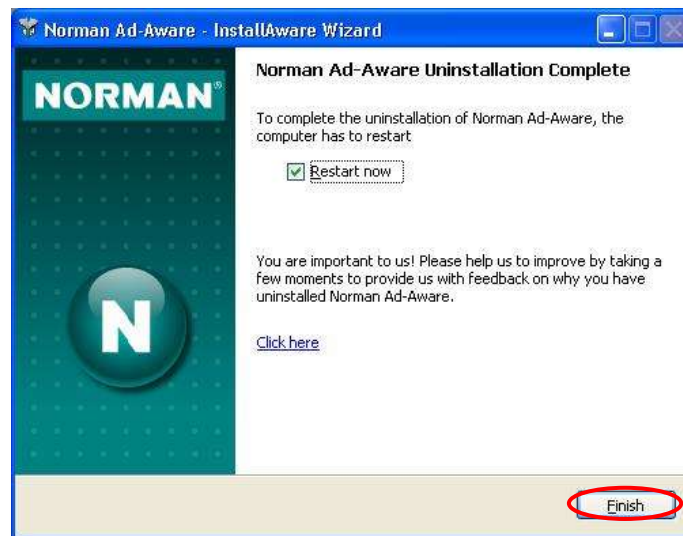 Norman Ad-Aware - InstallAware Wizard
NORMAN®
Norman Ad-Aware Uninstallation Complete
To complete the uninstallation of Norman Ad-Aware, the
computer has to restart
Restart now
You are important to us! Please help us to improve by taking a
few moments to provide us with feedback on why you have
uninstalled Norman Ad-Aware.
N
Click here
Finish